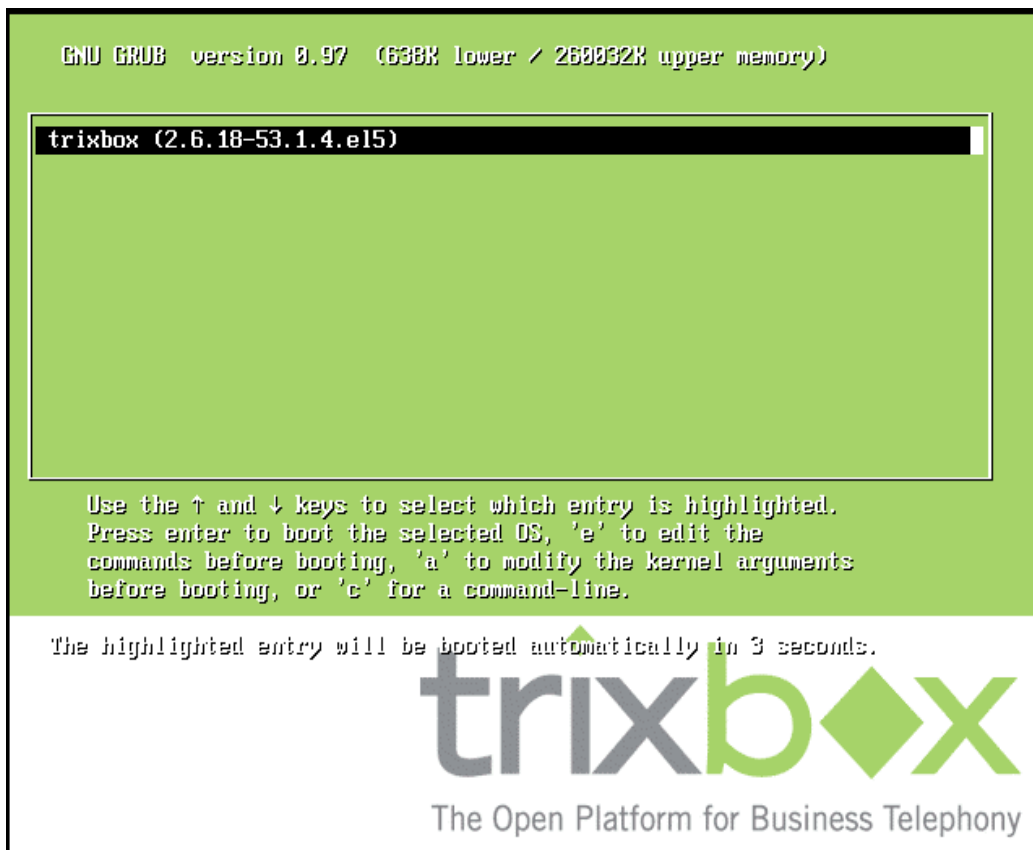 GNU GRUB  version 0.97  (638K lower / 260032K upper memory)
trixbox (2.6.18-53.1.4.el5)
Use the ↑ and ↓ keys to select which entry is highlighted.
Press enter to boot the selected OS, 'e' to edit the
commands before booting, 'a' to modify the kernel arguments
before booting, or 'c' for a command-line.
The highlighted entry will be booted automatically in 3 seconds.
trixbox
The Open Platform for Business Telephony